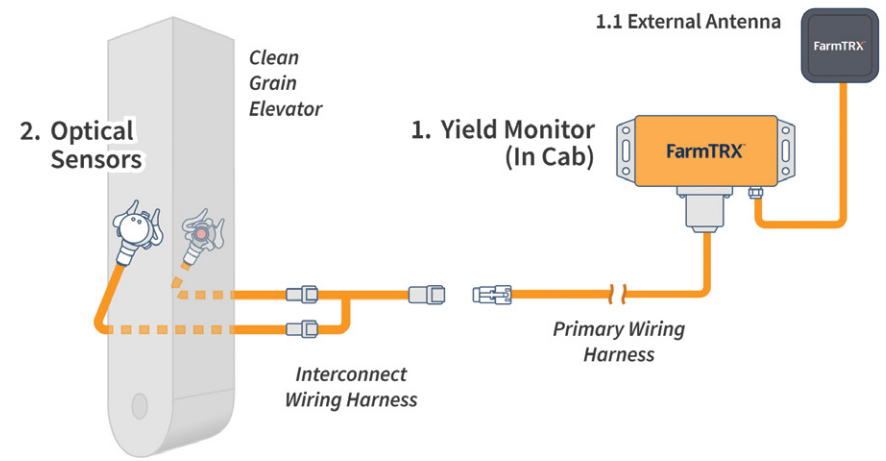 1.1 External Antenna
FarmTRX
Clean
Grain
Elevator
2. Optical
Sensors
1. Yield Monitor
(In Cab)
FarmTRX™
Primary Wiring
Harness
Interconnect
Wiring Harness